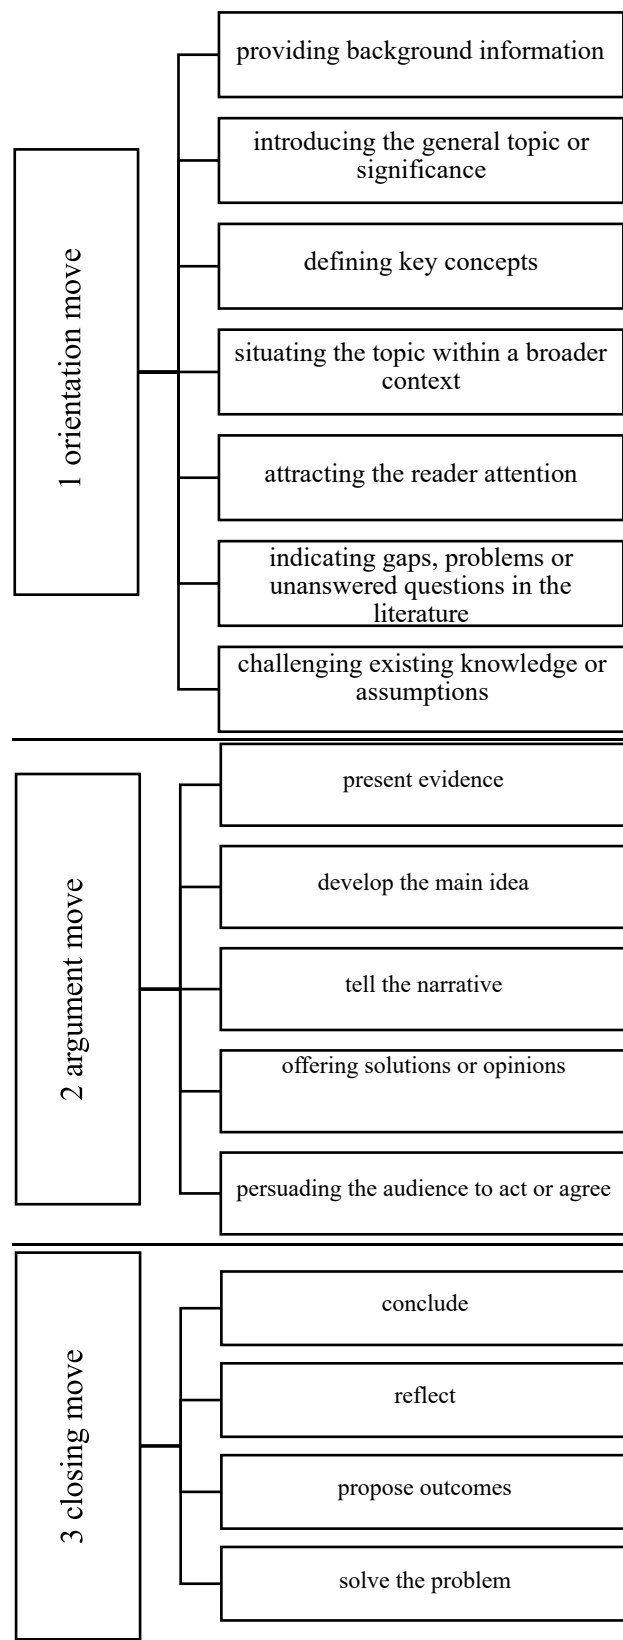 1 orientation move
providing background information
introducing the general topic or
significance
defining key concepts
situating the topic within a broader
context
attracting the reader attention
indicating gaps, problems or
unanswered questions in the
literature
challenging existing knowledge or
assumptions
2 argument move
present evidence
develop the main idea
tell the narrative
offering solutions or opinions
persuading the audience to act or agree
3 closing move
conclude
reflect
propose outcomes
solve the problem